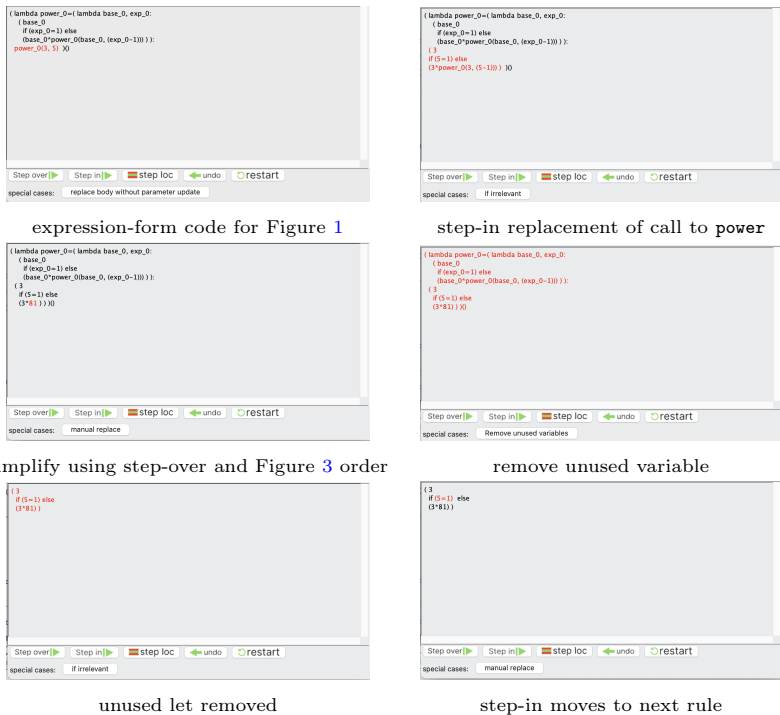 ( lambda power_0=( lambda base_0, exp_0:
( base_0
if (exp_0=1) else
(base_0*power_0(base_0, (exp_0-1))) ) ):
power_0(3, 5) )()
Step over Step in step loc undo restart
special cases: replace body without parameter update
expression-form code for Figure 1
( lambda power_0=( lambda base_0, exp_0:
( base_0
if (exp_0=1) else
(base_0*power_0(base_0, (exp_0-1))) ) ):
( 3
if (5=1) else
(3*power_0(3, (5-1))) ) )()
Step over Step in step loc undo restart
special cases: if irrelevant
step-in replacement of call to power
( lambda power_0=( lambda base_0, exp_0:
( base_0
if (exp_0=1) else
(base_0*power_0(base_0, (exp_0-1))) ) ):
( 3
if (5=1) else
(3*81 ) ) )()
Step over Step in step loc undo restart
special cases: manual replace
mplify using step-over and Figure 3 order
( lambda power_0=( lambda base_0, exp_0:
( base_0
if (exp_0=1) else
(base_0*power_0(base_0, (exp_0-1))) ) ):
( 3
if (5=1) else
(3*81) ) )()
Step over Step in step loc undo restart
special cases: Remove unused variables
remove unused variable
( 3
if (5=1) else
(3*81) )
Step over Step in step loc undo restart
special cases: if irrelevant
unused let removed
( 3
if (5=1) else
(3*81) )
Step over Step in step loc undo restart
special cases: manual replace
step-in moves to next rule